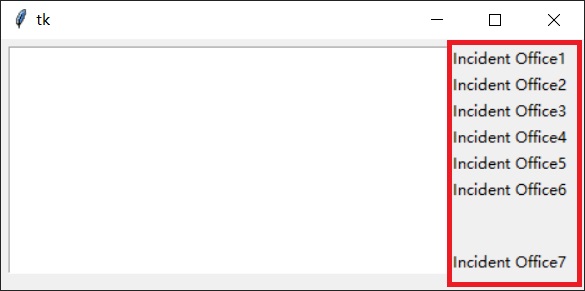 tk
Incident Office1
Incident Office2
Incident Office3
Incident Office4
Incident Office5
Incident Office6
Incident Office7